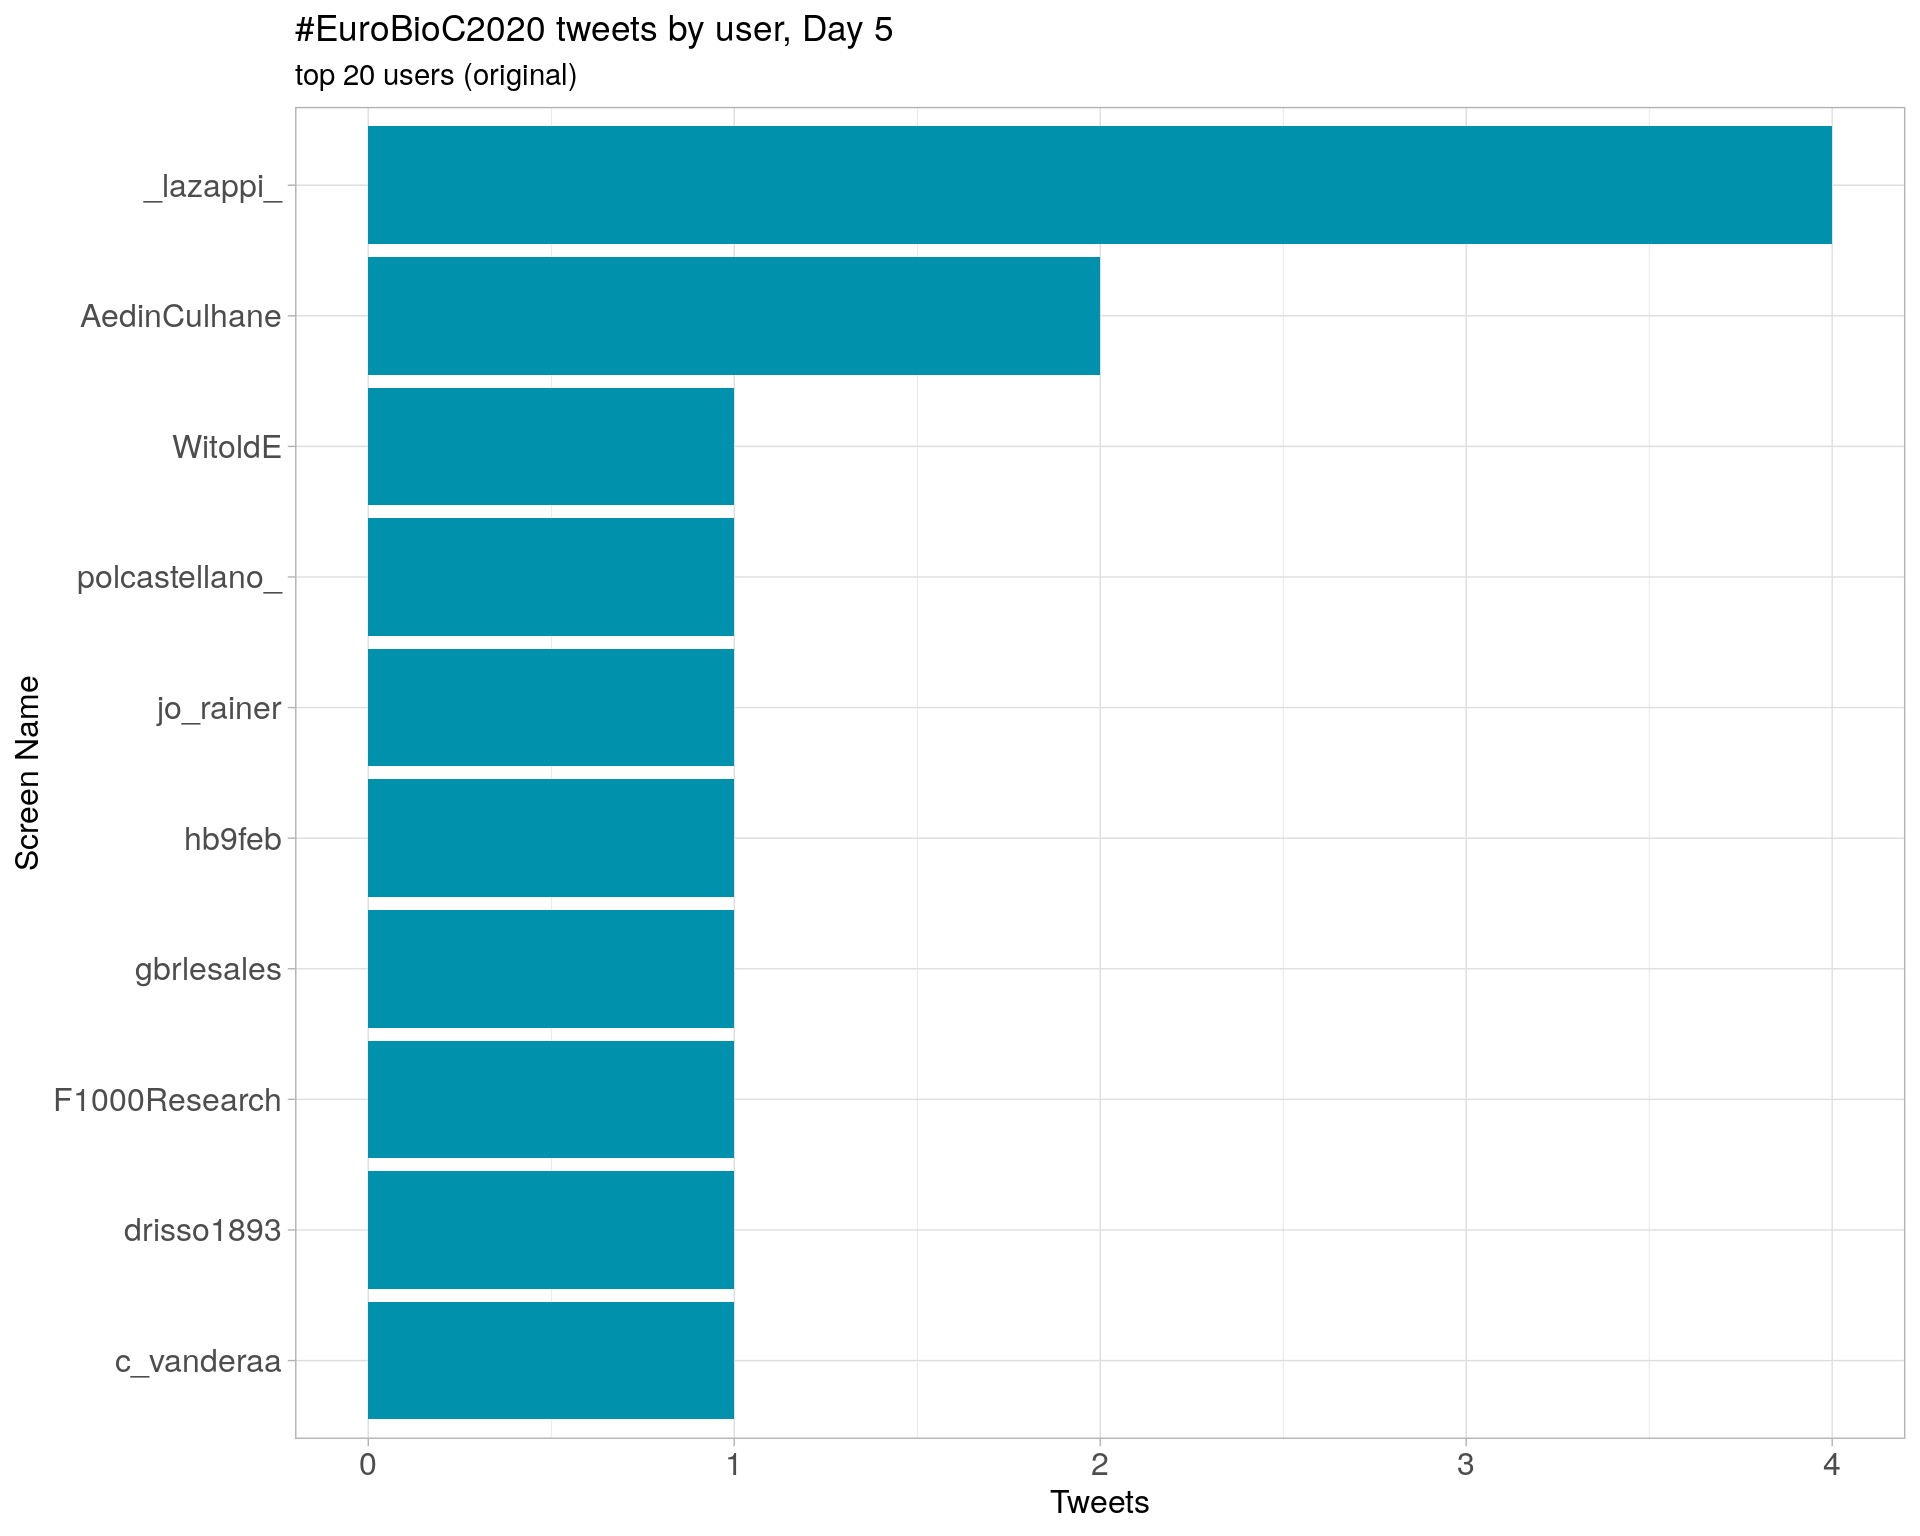 #EuroBioC2020 tweets by user, Day 5
top 20 users (original)
Screen Name
_lazappi_
AedinCulhane
WitoldE
polcastellano_
jo_rainer
hb9feb
gbrlesales
F1000Research
drisso1893
c_vanderaa
0 1 2 3 4
Tweets